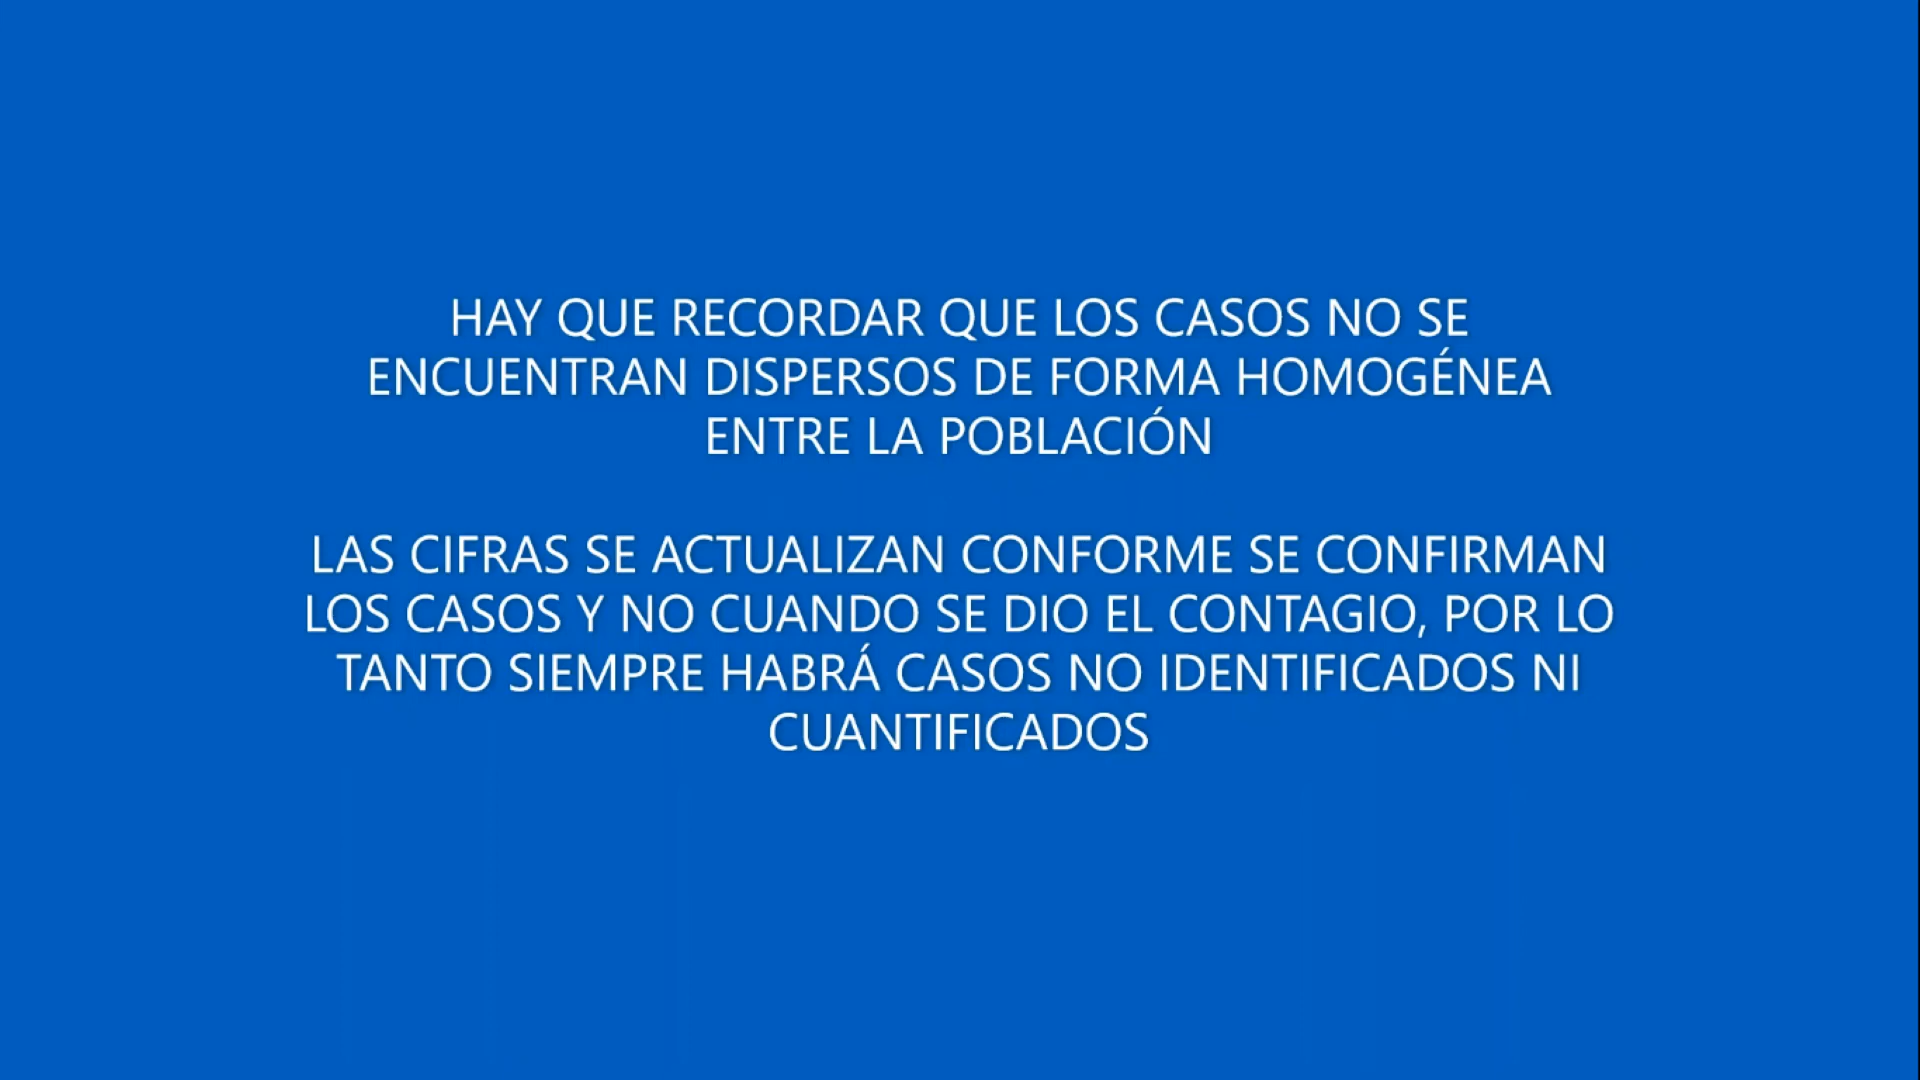 HAY QUE RECORDAR QUE LOS CASOS NO SE
ENCUENTRAN DISPERSOS DE FORMA HOMOGÉNEA
ENTRE LA POBLACIÓN
LAS CIFRAS SE ACTUALIZAN CONFORME SE CONFIRMAN
LOS CASOS Y NO CUANDO SE DIO EL CONTAGIO, POR LO
TANTO SIEMPRE HABRÁ CASOS NO IDENTIFICADOS NI
CUANTIFICADOS